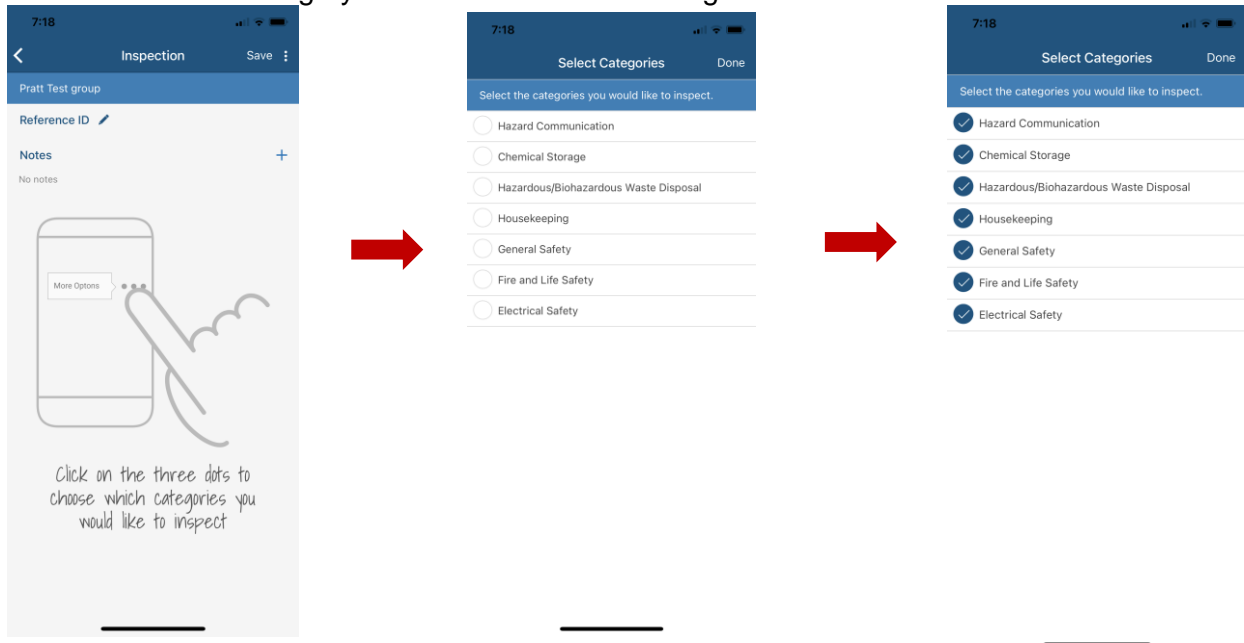 7:18
Inspection
Save
Pratt Test group
Reference ID
Notes
+
No notes
More Optons
Click on the three dots to
choose which categories you
would like to inspect
7:18
Select Categories
Done
Select the categories you would like to inspect.
Hazard Communication
Chemical Storage
Hazardous/Biohazardous Waste Disposal
Housekeeping
General Safety
Fire and Life Safety
Electrical Safety
7:18
Select Categories
Done
Select the categories you would like to inspect.
Hazard Communication
Chemical Storage
Hazardous/Biohazardous Waste Disposal
Housekeeping
General Safety
Fire and Life Safety
Electrical Safety